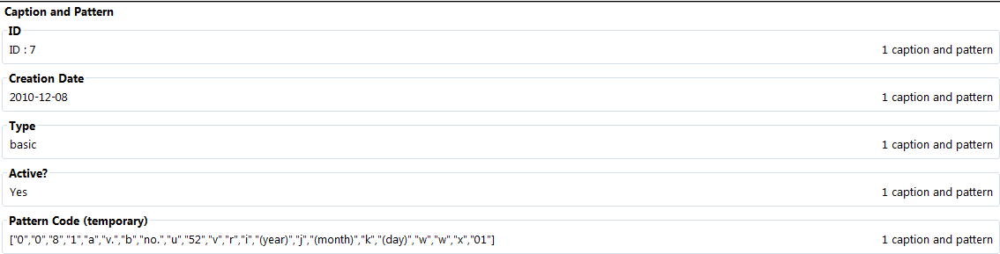 Caption and Pattern
ID
ID : 7 1 caption and pattern
Creation Date
2010-12-08 1 caption and pattern
Type
basic 1 caption and pattern
Active?
Yes 1 caption and pattern
Pattern Code (temporary)
["0","0","8","1","a","v.","b","no.","u","52","v","r","i","(year)","j","(month)","k","(day)","w","w","x","01"] 1 caption and pattern